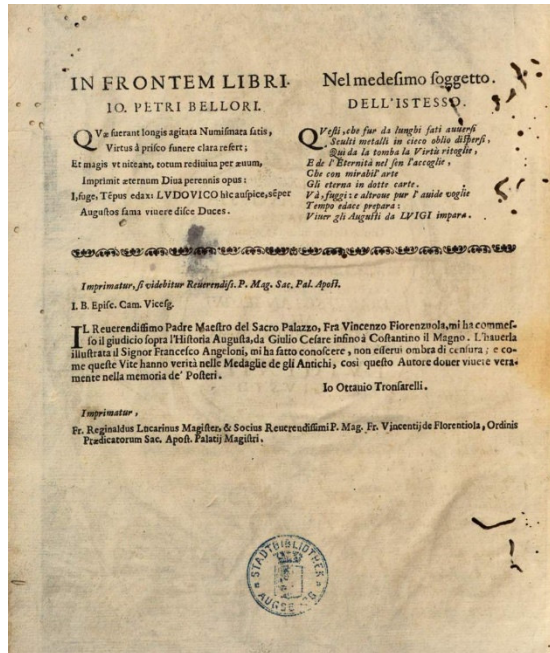 IN FRONTEM LIBRI.
IO. PETRI BELLORI.
QVæ fuerant longis agitata Numiſmata fatis,
Virtus à priſco funere clara refert;
Et magis vt niteant, totum rediuiua per æuum,
Imprimit æternum Diua perennis opus:
I, fuge, Tẽpus edax: LVDOVICO hìc auſpice, sẽper
Auguſtos fama viuere diſce Duces.
Nel medeſimo ſoggetto.
DELL'ISTESSO.
QVeſti, che fur da lunghi fati auuerſi
Sculti metalli in cieco oblio diſperſi,
Qui da la tomba la Virtù ritoglie,
E de l'Eternità nel ſen l'accoglie,
Che con mirabil'arte
Gli eterna in dotte carte.
Và, fuggi: e altroue pur l'auide voglie
Tempo edace prepara:
Viuer gli Auguſti da LVIGI impara.
Imprimatur, ſi videbitur Reuerendiſs. P. Mag. Sac. Pal. Apoſt.
I. B. Epiſc. Cam. Viceſg.
IL Reuerendiſſimo Padre Maeſtro del Sacro Palazzo, Fra Vincenzo Fiorenzuola, mi ha commeſ-
ſo il giudicio ſopra l'Hiſtoria Auguſta, da Giulio Ceſare inſino à Coſtantino il Magno. L'hauerla
illuſtrata il Signor Franceſco Angeloni, mi ha fatto conoſcere, non eſſerui ombra di cenſura; e co-
me queſte Vite hanno verità nelle Medaglie de gli Antichi, così queſto Autore douer viuere vera-
mente nella memoria de' Poſteri.
Io Ottauio Tronſarelli.
Imprimatur,
Fr. Reginaldus Lucarinus Magiſter, & Socius Reuerendiſſimi P. Mag. Fr. Vincentij de Florentiola, Ordinis
Prædicatorum Sac. Apoſt. Palatij Magiſtri.
STADTBIBLIOTHEK
AUGSBURG